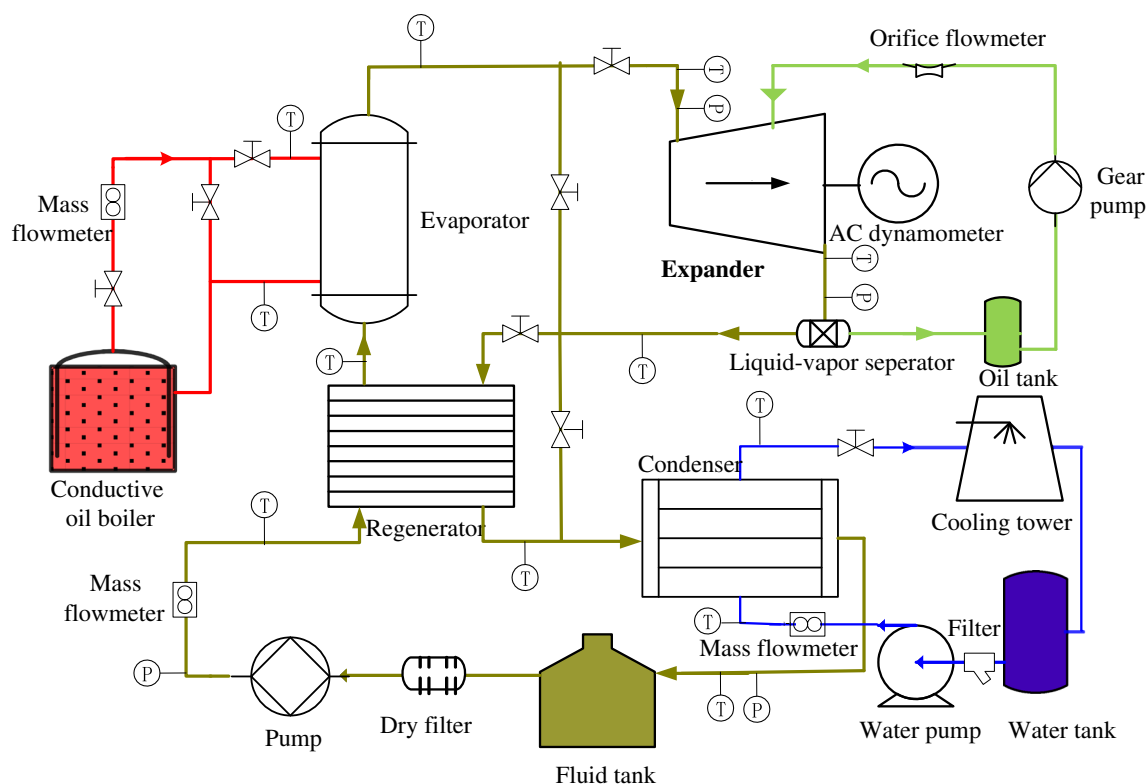 T
Orifice flowmeter
T
P
T
Mass
flowmeter
Evaporator
Gear
pump
AC dynamometer
Expander
T
T
P
T
T
Liquid-vapor seperator
Oil tank
T
Conductive
oil boiler
Condenser
Cooling tower
T
Regenerator
T
Mass
flowmeter
T
Mass flowmeter
Filter
P
T
P
Pump
Dry filter
Fluid tank
Water pump
Water tank